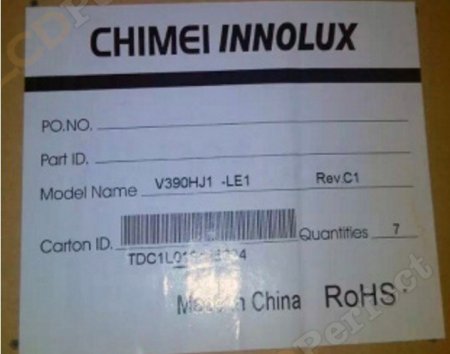 CHIMEI INNOLUX
PO.NO.
Part ID.
Model Name V390HJ1 -LE1 Rev.C1
Carton ID. Quantities 7
Made in China RoHS